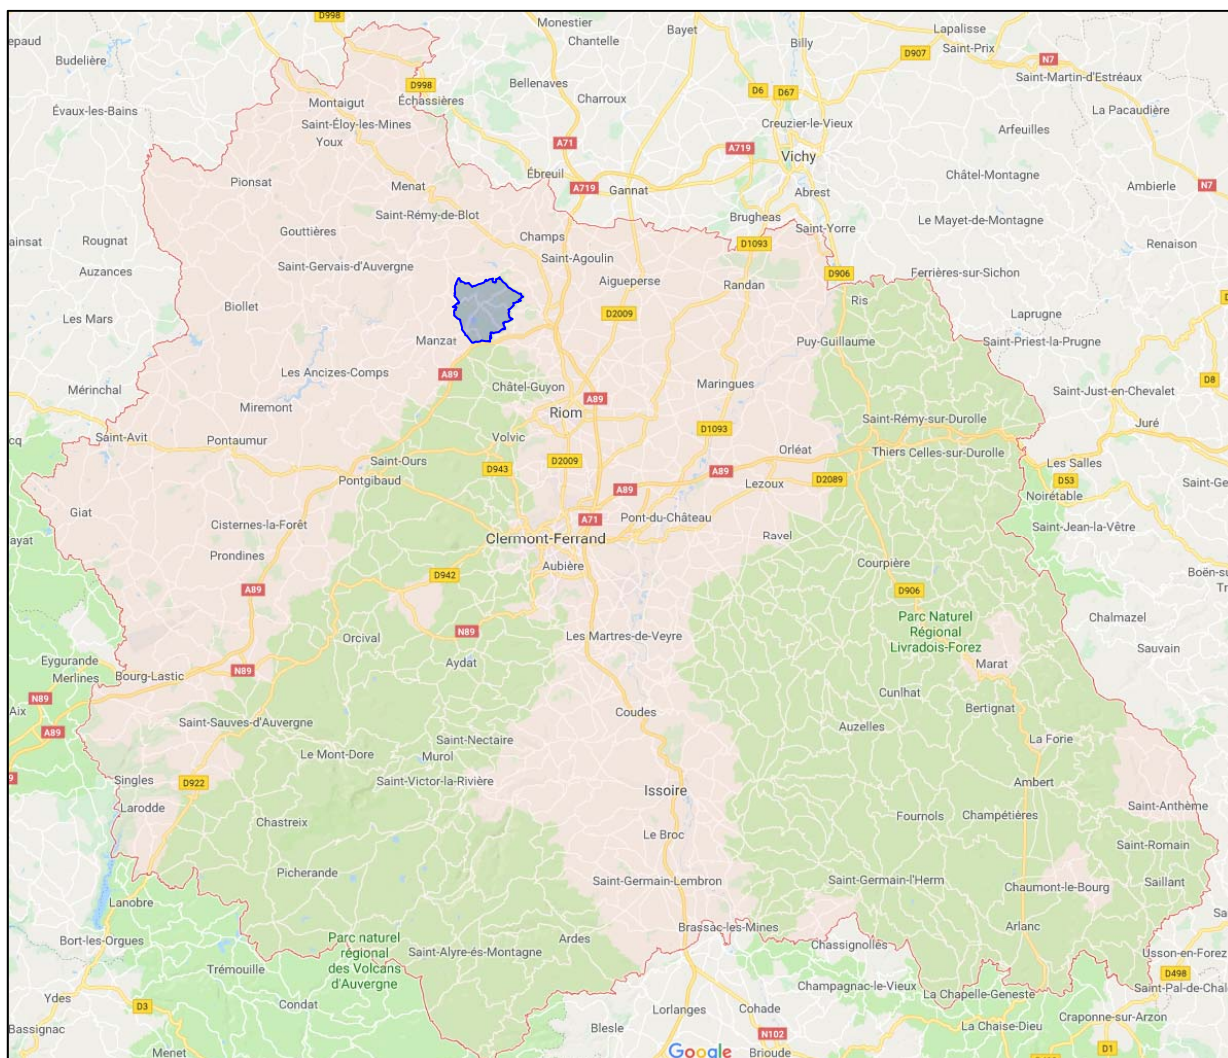 D998
Monestier
Bayet
Lapalisse
epaud
Chantelle
Billy
D907
Saint-Prix
N7
Budelière
Saint-Martin-d'Estréaux
D998
Bellenaves
D6
D67
Échassières
Charroux
Montaigut
Évaux-les-Bains
La Pacaudière
Saint-Éloy-les-Mines
Creuzier-le-Vieux
Arfeuilles
Youx
A71
A719
Vichy
Ébreuil
Châtel-Montagne
Pionsat
Menat
A719
Gannat
Abrest
Ambierle
N7
Saint-Rémy-de-Blot
Brugheas
Le Mayet-de-Montagne
Gouttières
Champs
Saint-Yorre
ainsat
Rougnat
D1093
Renaison
Saint-Agoulin
Saint-Gervais-d'Auvergne
Auzances
Aigueperse
D906
Ferrières-sur-Sichon
Randan
Biollet
Ris
Les Mars
D2009
Laprugne
Manzat
Puy-Guillaume
Saint-Priest-la-Prugne
Les Ancizes-Comps
A89
Châtel-Guyon
Maringues
D8
Mérinchal
Saint-Just-en-Chevalet
Miremont
Riom
A89
Saint-Rémy-sur-Durolle
Juré
Saint-Avit
Pontaumur
Volvic
D1093
cq
Orléat
Thiers
Celles-sur-Durolle
Saint-Ours
D943
D2009
Les Salles
A89
Pontgibaud
A89
Lezoux
D2089
D53
Saint-Ge
Noirétable
Giat
Cisternes-la-Forêt
A71
Pont-du-Château
Saint-Jean-la-Vêtre
ayat
Clermont-Ferrand
Ravel
Prondines
Aubière
Courpière
Boën-su
D942
A89
D906
Chalmazel
Parc Naturel
Régional
Livradois-Forez
Orcival
N89
Les Martres-de-Veyre
Sauvain
Eygurande
Aydat
Marat
Merlines
Bourg-Lastic
N89
N89
Cunlhat
Aix
Bertignat
A89
Saint-Sauves-d'Auvergne
Coudes
Auzelles
Saint-Nectaire
La Forie
Le Mont-Dore
Murol
Singles
D922
Saint-Victor-la-Rivière
Ambert
Issoire
Larodde
Saint-Anthème
Chastreix
Fournols
Champétières
Le Broc
Saint-Romain
Picherande
Saint-Germain-Lembron
Saint-Germain-l'Herm
Chaumont-le-Bourg
Saillant
Lanobre
Brassac-les-Mines
Arlanc
Bort-les-Orgues
Parc naturel
régional
des Volcans
d'Auvergne
Ardes
Chassignolles
Saint-Alyre-és-Montagne
Usson-en-Forez
Trémouille
D498
Champagnac-le-Vieux
Saint-Pal-de-Chale
Ydes
D3
Condat
La Chapelle-Geneste
Lorlanges
Cohade
Craponne-sur-Arzon
Bassignac
Blesle
N102
La Chaise-Dieu
D1
Menet
Google
Brioude